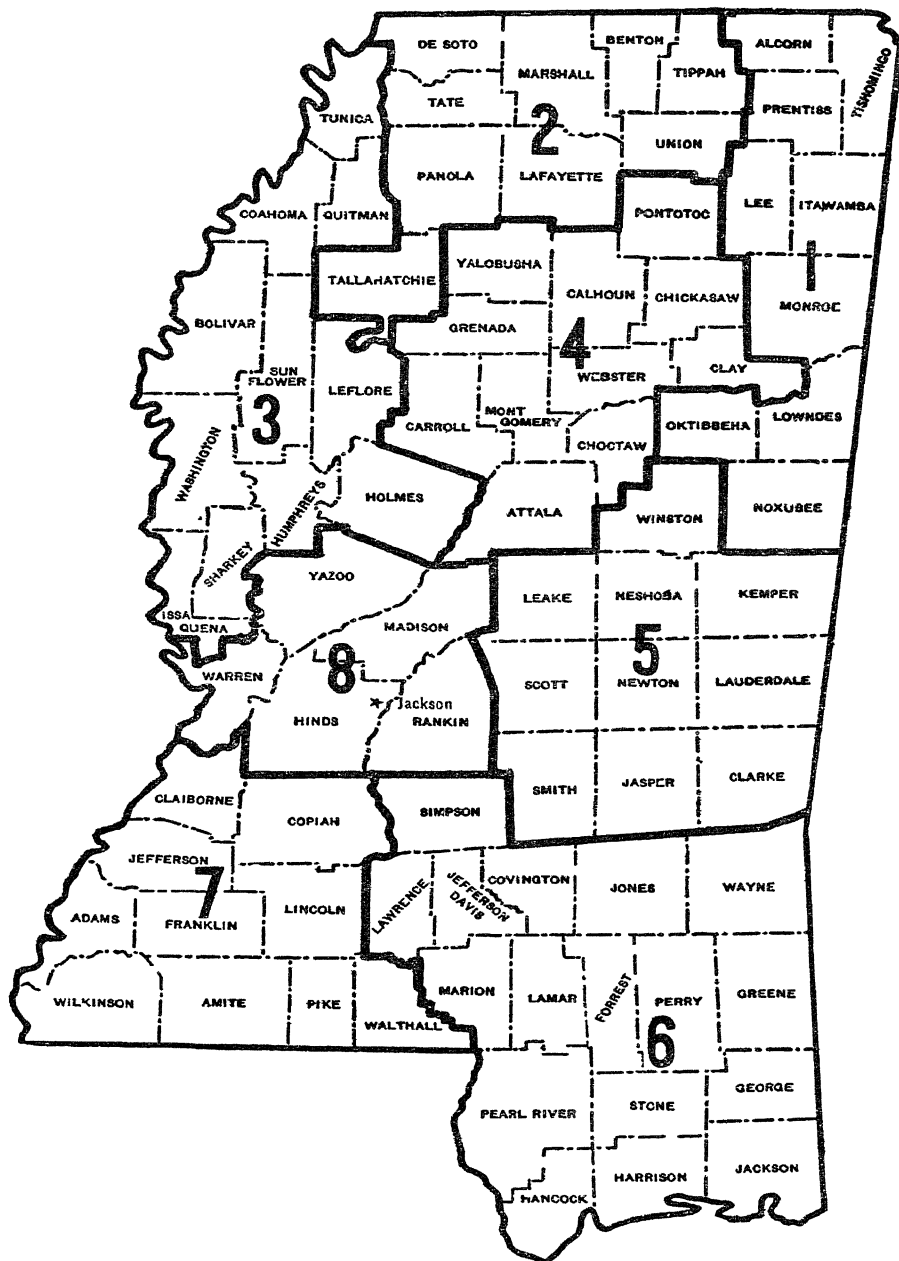 DE SOTO
BENTON
ALCORN
MARSHALL
TIPPAH
TISHOMINGO
TATE
PRENTISS
TUNICA
2
UNION
PANOLA
LAFAYETTE
COAHOMA
QUITMAN
PONTOTOC
LEE
ITAWAMBA
TALLAHATCHIE
YALOBUSHA
1
CALHOUN
CHICKASAW
MONROE
BOLIVAR
GRENADA
4
SUN
FLOWER
LEFLORE
WEBSTER
CLAY
3
CARROLL
MONT
GOMERY
OKTIBBEHA
LOWNDES
CHOCTAW
WASHINGTON
HUMPHREYS
HOLMES
ATTALA
WINSTON
NOXUBEE
SHARKEY
YAZOO
LEAKE
NESHOBA
KEMPER
ISSA
QUENA
MADISON
5
WARREN
8
SCOTT
NEWTON
LAUDERDALE
Jackson
HINDS
RANKIN
SMITH
JASPER
CLARKE
CLAIBORNE
COPIAH
SIMPSON
JEFFERSON
7
LAWRENCE
JEFFERSON
DAVIS
COVINGTON
JONES
WAYNE
ADAMS
FRANKLIN
LINCOLN
WILKINSON
AMITE
PIKE
WALTHALL
MARION
LAMAR
FORREST
PERRY
GREENE
6
PEARL RIVER
STONE
GEORGE
HANCOCK
HARRISON
JACKSON